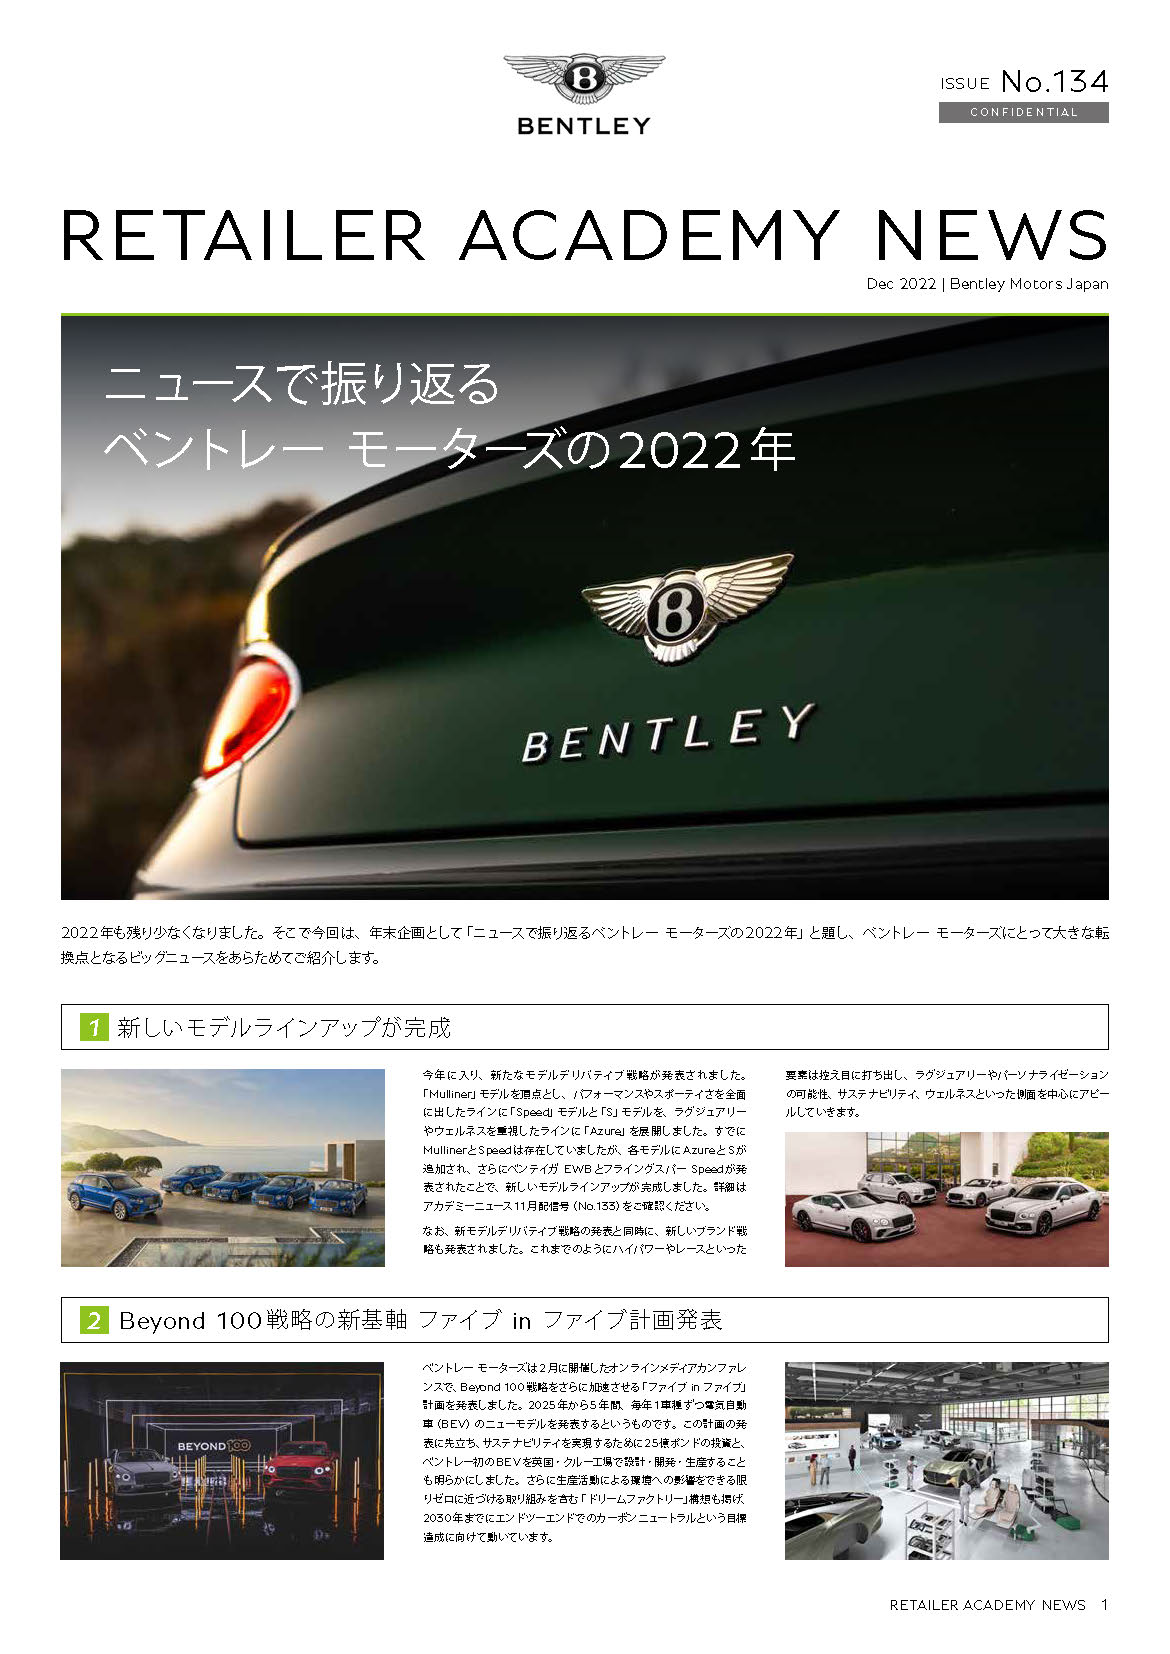 BENTLEY
ISSUE No.134
CONFIDENTIAL
RETAILER ACADEMY NEWS
Dec 2022 | Bentley Motors Japan
ニュースで振り返る
ベントレー モーターズの2022年
B
BENTLEY
2022年も残り少なくなりました。そこで今回は、年末企画として「ニュースで振り返るベントレー モーターズの2022年」と題し、ベントレー モーターズにとって大きな転
換点となるビッグニュースをあらためてご紹介します。
1 新しいモデルラインアップが完成
今年に入り、新たなモデルデリバティブ戦略が発表されました。
「Mulliner」モデルを頂点とし、パフォーマンスやスポーティさを全面
に出したラインに「Speed」モデルと「S」モデルを、ラグジュアリー
やウェルネスを重視したラインに「Azure」を展開しました。すでに
MullinerとSpeedは存在していましたが、各モデルにAzureとSが
追加され、さらにベンテイガ EWBとフライングスパー Speedが発
表されたことで、新しいモデルラインアップが完成しました。詳細は
アカデミーニュース11月配信号（No.133）をご確認ください。
なお、新モデルデリバティブ戦略の発表と同時に、新しいブランド戦
略も発表されました。これまでのようにハイパワーやレースといった
要素は控え目に打ち出し、ラグジュアリーやパーソナライゼーション
の可能性、サステナビリティ、ウェルネスといった側面を中心にアピー
ルしていきます。
2 Beyond 100戦略の新基軸 ファイブ in ファイブ計画発表
BEYOND100
ベントレー モーターズは2月に開催したオンラインメディアカンファレ
ンスで、Beyond 100戦略をさらに加速させる「ファイブ in ファイブ」
計画を発表しました。2025年から5年間、毎年1車種ずつ電気自動
車（BEV）のニューモデルを発表するというものです。この計画の発
表に先立ち、サステナビリティを実現するために25億ポンドの投資と、
ベントレー初のBEVを英国・クルー工場で設計・開発・生産すること
も明らかにしました。さらに生産活動による環境への影響をできる限
りゼロに近づける取り組みを含む「ドリームファクトリー」構想も掲げ、
2030年までにエンドツーエンドでのカーボンニュートラルという目標
達成に向けて動いています。
RETAILER ACADEMY NEWS 1